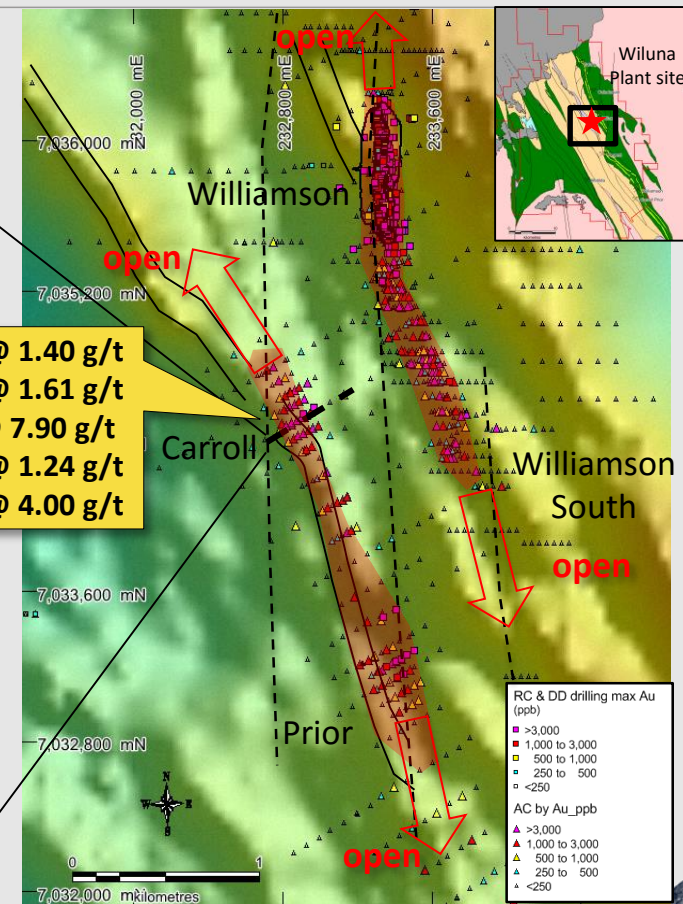 open
32,000 mE
232,800 mE
233,600 mE
Wiluna
Plant site
7,036,000 mN
Williamson
open
7,035,200 mN
@ 1.40 g/t
@ 1.61 g/t
7.90 g/t
@ 1.24 g/t
@ 4.00 g/t
Carroll
Williamson
South
open
7,033,600 mN
Prior
7,032,800 mN
N
W E
S
open
0 1
kilometres
7,032,000 mN
RC & DD drilling max Au
(ppb)
>3,000
1,000 to 3,000
500 to 1,000
250 to 500
<250
AC by Au_ppb
>3,000
1,000 to 3,000
500 to 1,000
250 to 500
<250